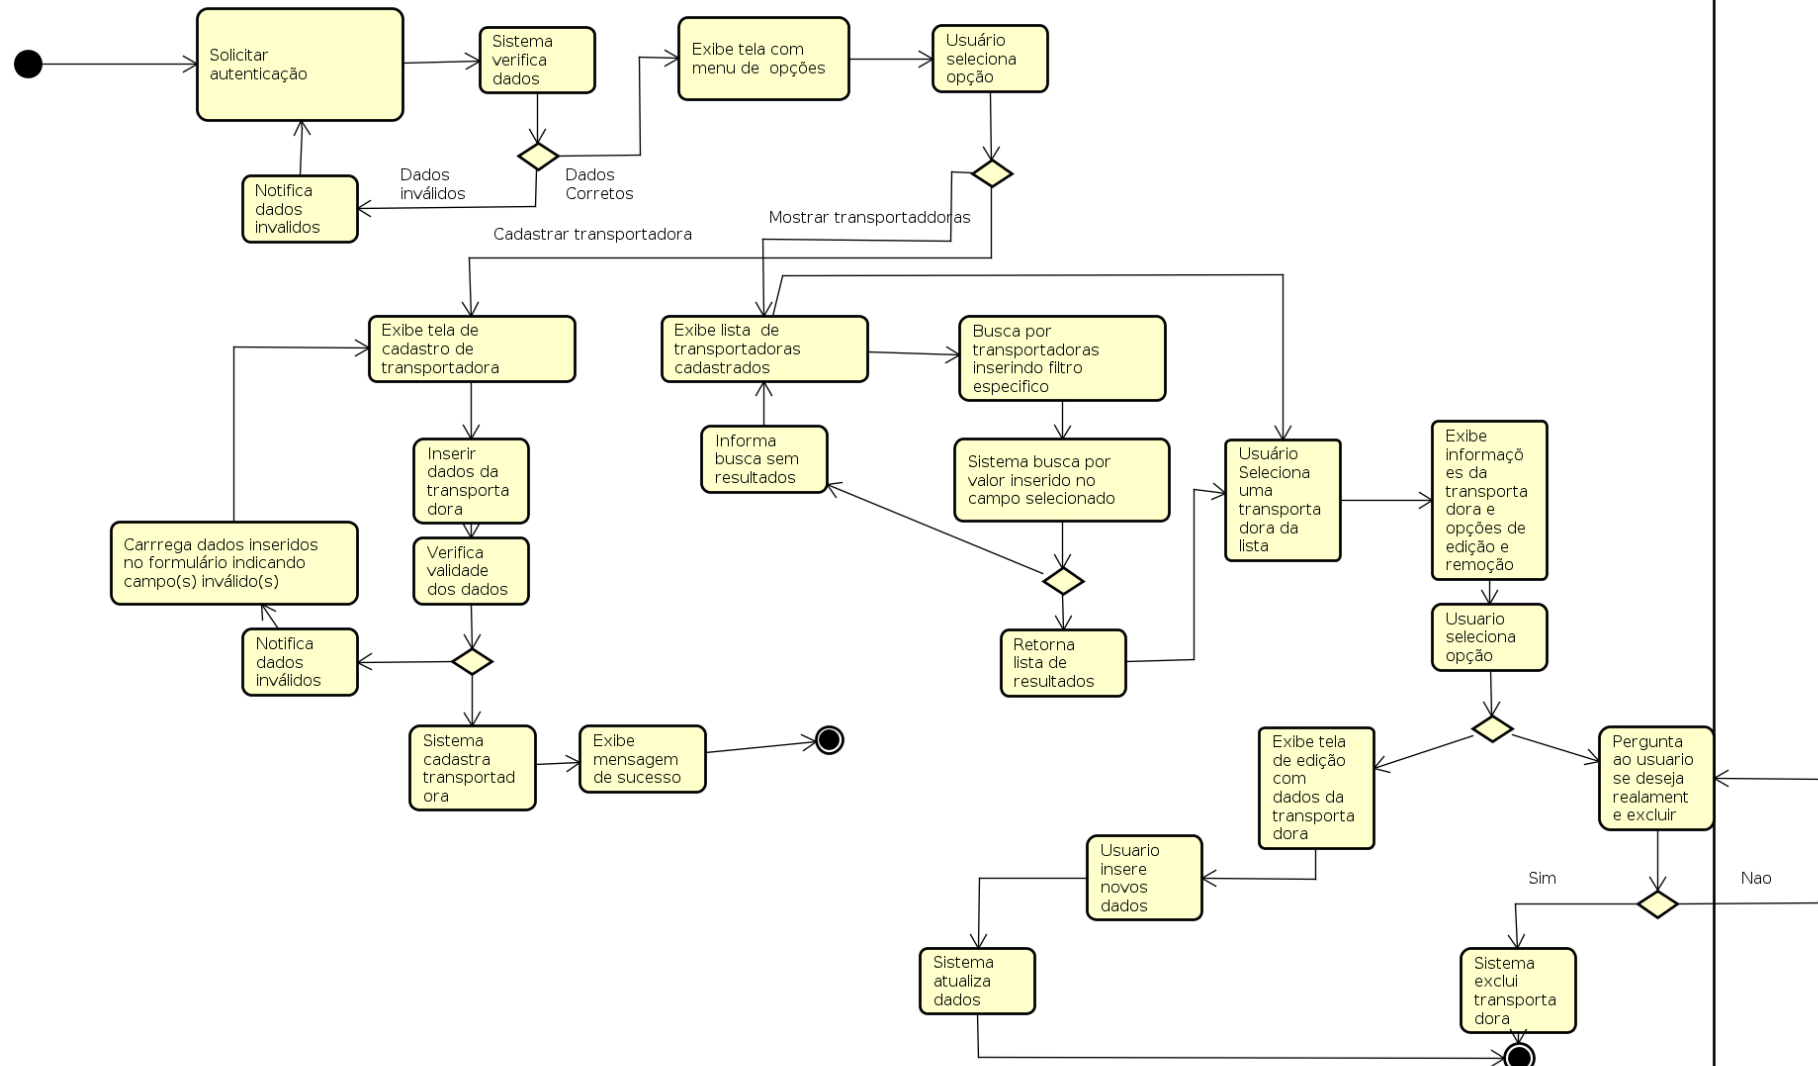 Solicitar
autenticação
Sistema
verifica
dados
Exibe tela com
menu de  opções
Usuário
seleciona
opção
Notifica
dados
invalidos
Dados
inválidos
Dados
Corretos
Mostrar transportaddoras
Cadastrar transportadora
Exibe tela de
cadastro de
transportadora
Exibe lista  de
transportadoras
cadastrados
Busca por
transportadoras
inserindo filtro
especifico
Inserir
dados da
transporta
dora
Informa
busca sem
resultados
Sistema busca por
valor inserido no
campo selecionado
Usuário
Seleciona
uma
transporta
dora da
lista
Exibe
informaçõ
es da
transporta
dora e
opções de
edição e
remoção
Carrrega dados inseridos
no formulário indicando
campo(s) inválido(s)
Verifica
validade
dos dados
Notifica
dados
inválidos
Retorna
lista de
resultados
Usuario
seleciona
opção
Sistema
cadastra
transportad
ora
Exibe
mensagem
de sucesso
Exibe tela
de edição
com
dados da
transporta
dora
Pergunta
ao usuario
se deseja
realament
e excluir
Usuario
insere
novos
dados
Sim
Nao
Sistema
atualiza
dados
Sistema
exclui
transporta
dora